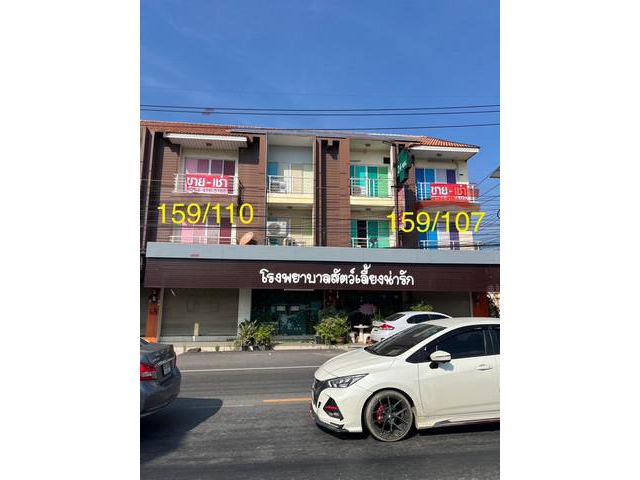 ขาย-เช่า
ขาย-เช่า
159/110
159/107
โรงพยาบาลสัตว์เลี้ยงน่ารัก